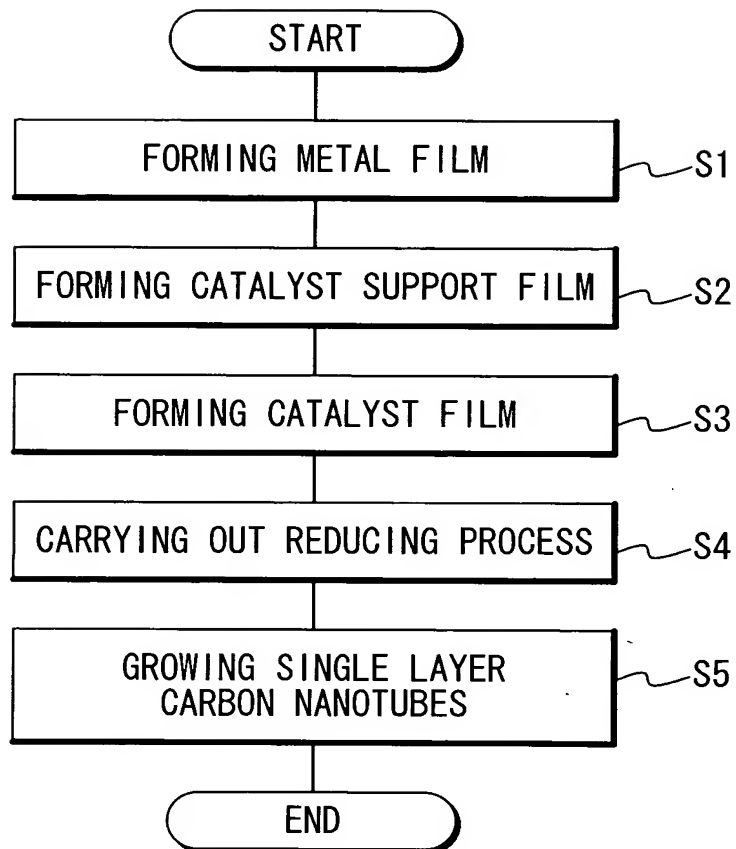 START
FORMING METAL FILM
S1
FORMING CATALYST SUPPORT FILM
S2
FORMING CATALYST FILM
S3
CARRYING OUT REDUCING PROCESS
S4
GROWING SINGLE LAYER
CARBON NANOTUBES
S5
END